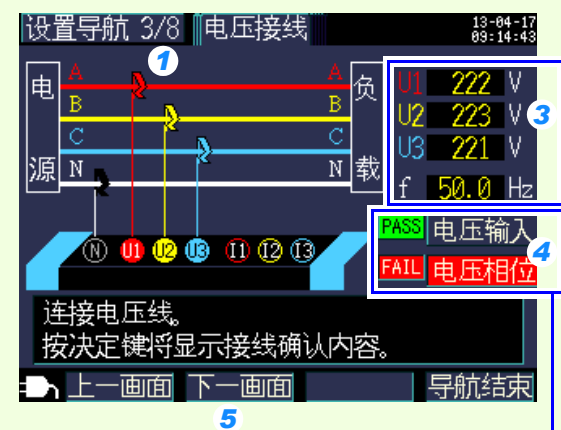 设置导航 3/8 电压接线 13-04-17
09:14:43
1
电源
A A
B B
C C
N N
负载
U1 222 V
U2 223 V
U3 221 V
f 50.0 Hz
3
PASS 电压输入
FAIL 电压相位
4
N U1 U2 U3 I1 I2 I3
连接电压线。
按决定键将显示接线确认内容。
上一画面 下一画面 导航结束
5